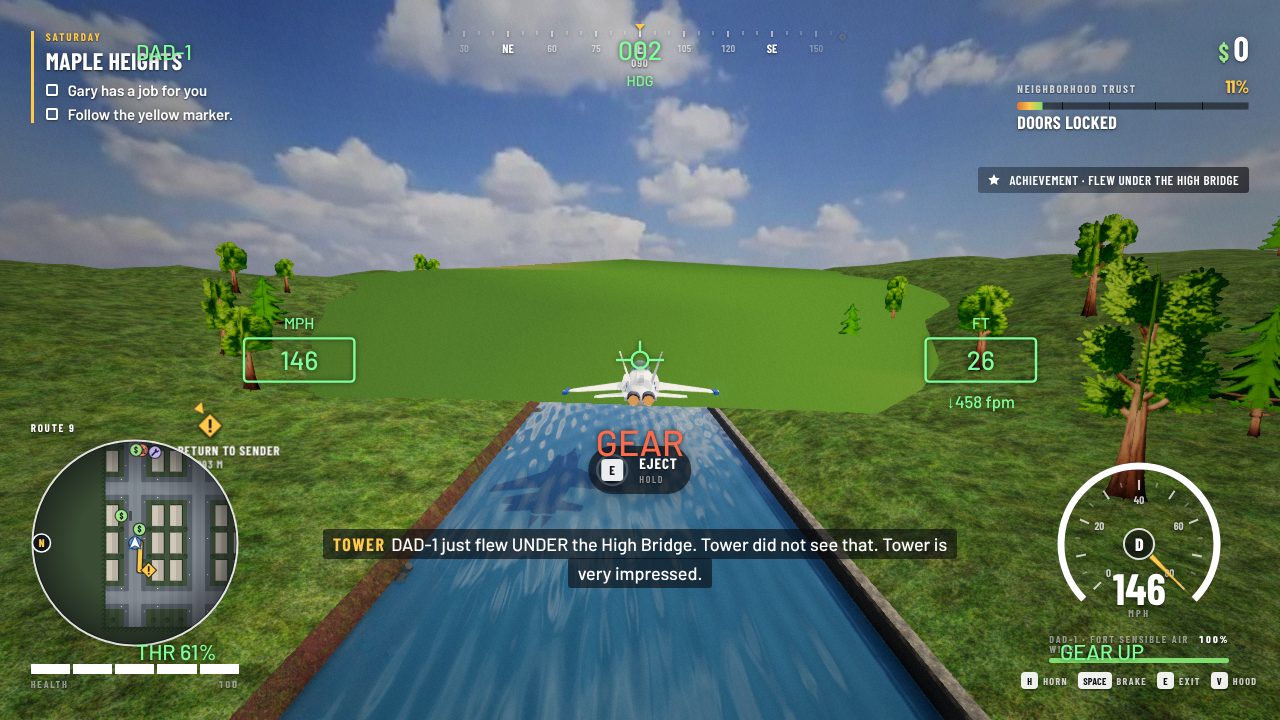 SATURDAY
DAD-1
MAPLE HEIGHTS
Gary has a job for you
Follow the yellow marker.
30 NE 60 75 105 120 SE 150
002
090
HDG
$0
NEIGHBORHOOD TRUST 11%
DOORS LOCKED
ACHIEVEMENT · FLEW UNDER THE HIGH BRIDGE
MPH
146
FT
26
↓458 fpm
ROUTE 9
RETURN TO SENDER
GEAR
E EJECT
HOLD
TOWER DAD-1 just flew UNDER the High Bridge. Tower did not see that. Tower is
very impressed.
N
0 20 40 60
D
146
MPH
THR 61%
HEALTH 100
DAD-1 · FORT SENSIBLE AIR 100%
GEAR UP
H HORN SPACE BRAKE E EXIT V HOOD